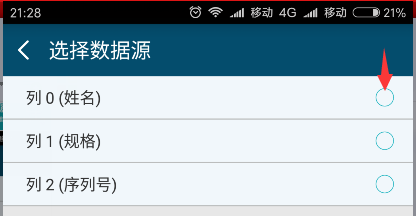 21:28 移动 4G 移动 21%
选择数据源
列 0 (姓名)
列 1 (规格)
列 2 (序列号)